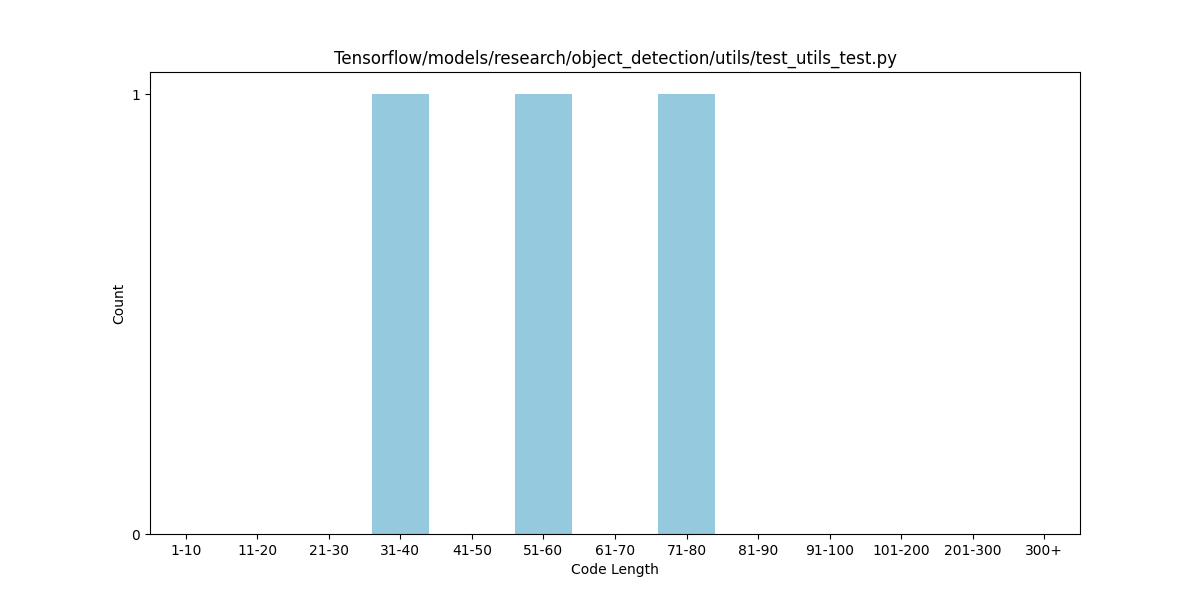 Tensorflow/models/research/object_detection/utils/test_utils_test.py
1
Count
0
1-10 11-20 21-30 31-40 41-50 51-60 61-70 71-80 81-90 91-100 101-200 201-300 300+
Code Length